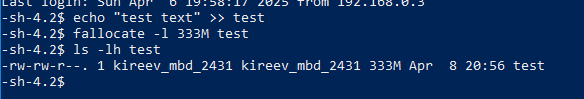 Last login: Sun Apr  6 19:58:17 2025 from 192.168.0.3
-sh-4.2$ echo "test text" >> test
-sh-4.2$ fallocate -l 333M test
-sh-4.2$ ls -lh test
-rw-rw-r--. 1 kireev_mbd_2431 kireev_mbd_2431 333M Apr  8 20:56 test
-sh-4.2$